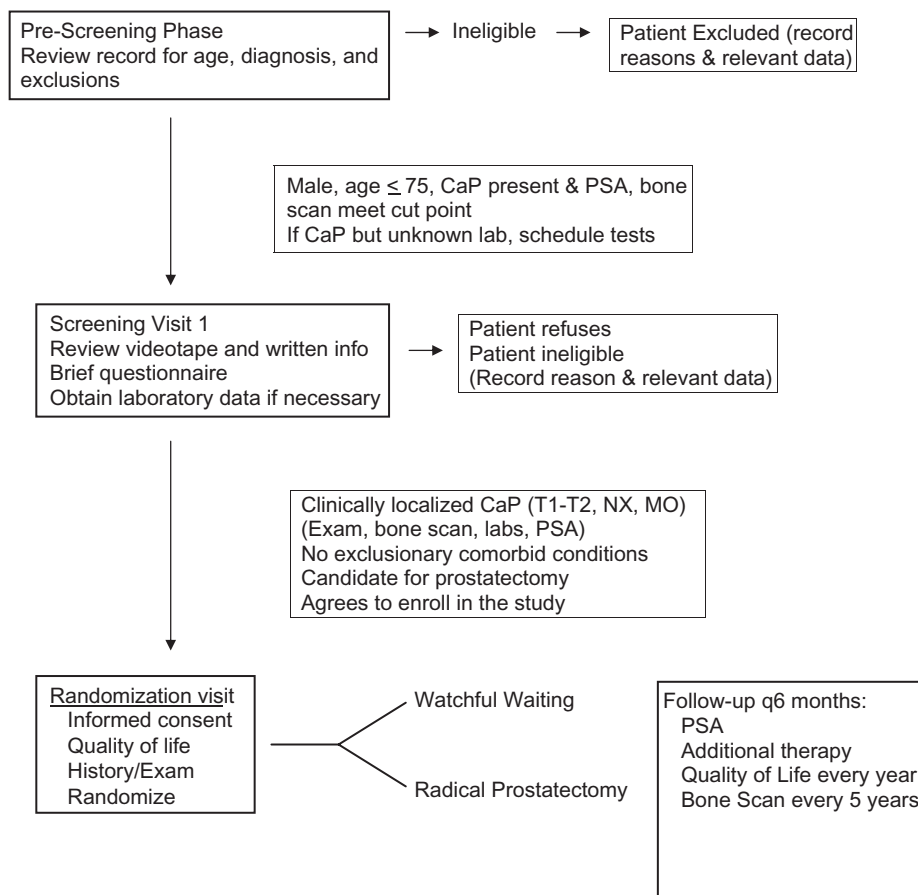 Pre-Screening Phase
Review record for age, diagnosis, and
exclusions
Ineligible
Patient Excluded (record
reasons & relevant data)
Male, age ≤ 75, CaP present & PSA, bone
scan meet cut point
If CaP but unknown lab, schedule tests
Screening Visit 1
Review videotape and written info
Brief questionnaire
Obtain laboratory data if necessary
Patient refuses
Patient ineligible
(Record reason & relevant data)
Clinically localized CaP (T1-T2, NX, MO)
(Exam, bone scan, labs, PSA)
No exclusionary comorbid conditions
Candidate for prostatectomy
Agrees to enroll in the study
Randomization visit
Informed consent
Quality of life
History/Exam
Randomize
Watchful Waiting
Radical Prostatectomy
Follow-up q6 months:
PSA
Additional therapy
Quality of Life every year
Bone Scan every 5 years